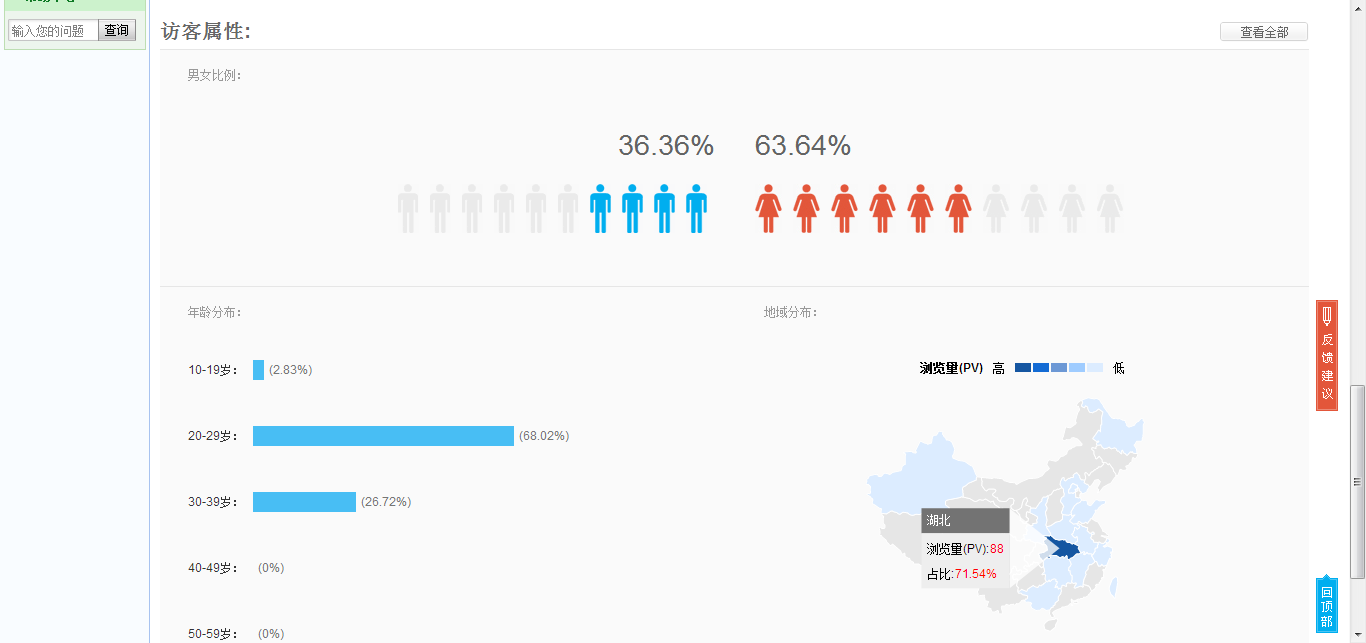 输入您的问题 查询
访客属性:
查看全部
男女比例:
36.36% 63.64%
年龄分布:
地域分布:
10-19岁: (2.83%)
20-29岁: (68.02%)
30-39岁: (26.72%)
40-49岁: (0%)
50-59岁: (0%)
浏览量(PV) 高 低
湖北
浏览量(PV):88
占比:71.54%
反馈建议
回顶部